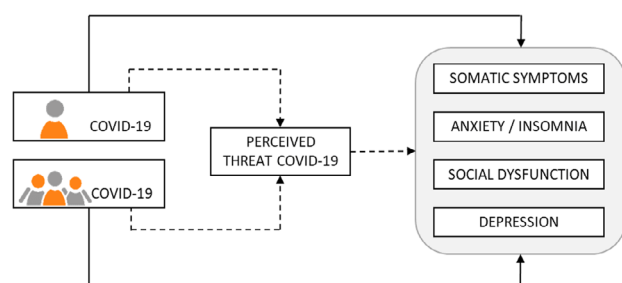 COVID-19
COVID-19
PERCEIVED
THREAT COVID-19
SOMATIC SYMPTOMS
ANXIETY / INSOMNIA
SOCIAL DYSFUNCTION
DEPRESSION